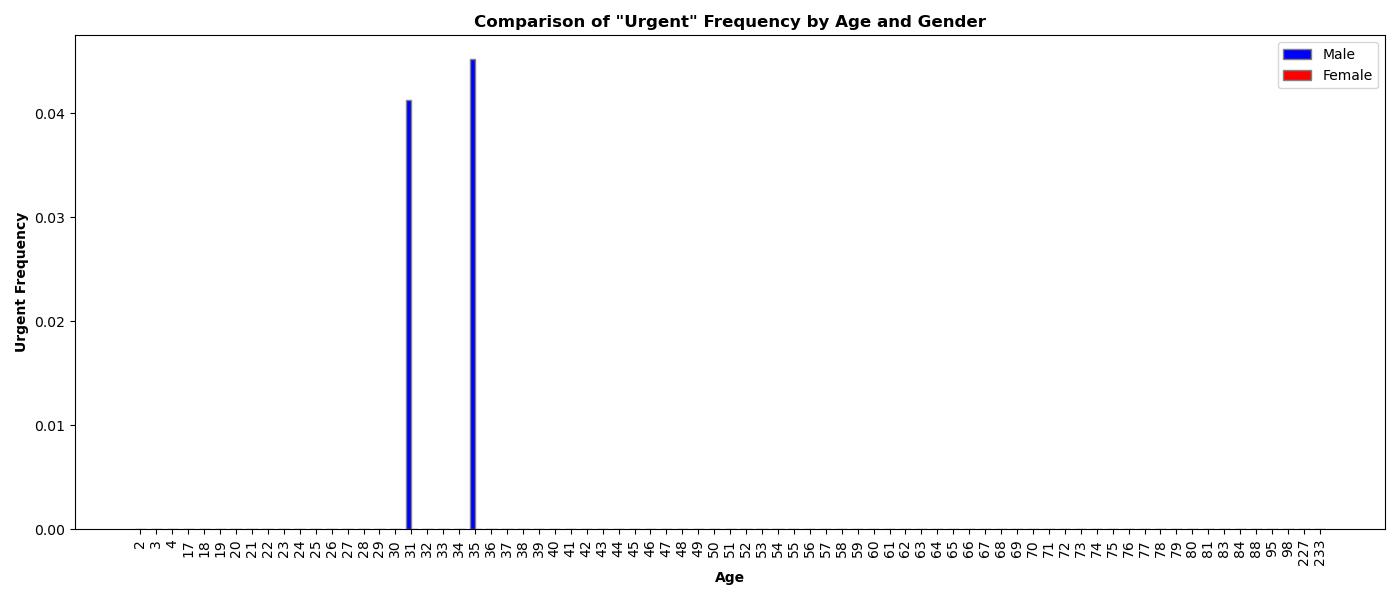 Comparison of "Urgent" Frequency by Age and Gender
Male
Female
Urgent Frequency
0.04
0.03
0.02
0.01
0.00
2 3 4 17 18 19 20 21 22 23 24 25 26 27 28 29 30 31 32 33 34 35 36 37 38 39 40 41 42 43 44 45 46 47 48 49 50 51 52 53 54 55 56 57 58 59 60 61 62 63 64 65 66 67 68 69 70 71 72 73 74 75 76 77 78 79 80 81 83 84 88 95 98 227 233
Age